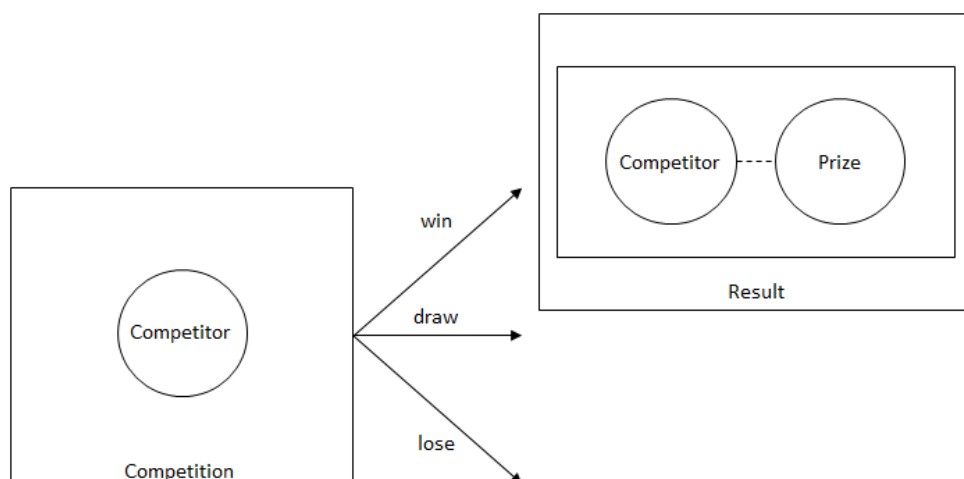 Competitor
Prize
Result
win
draw
lose
Competitor
Competition